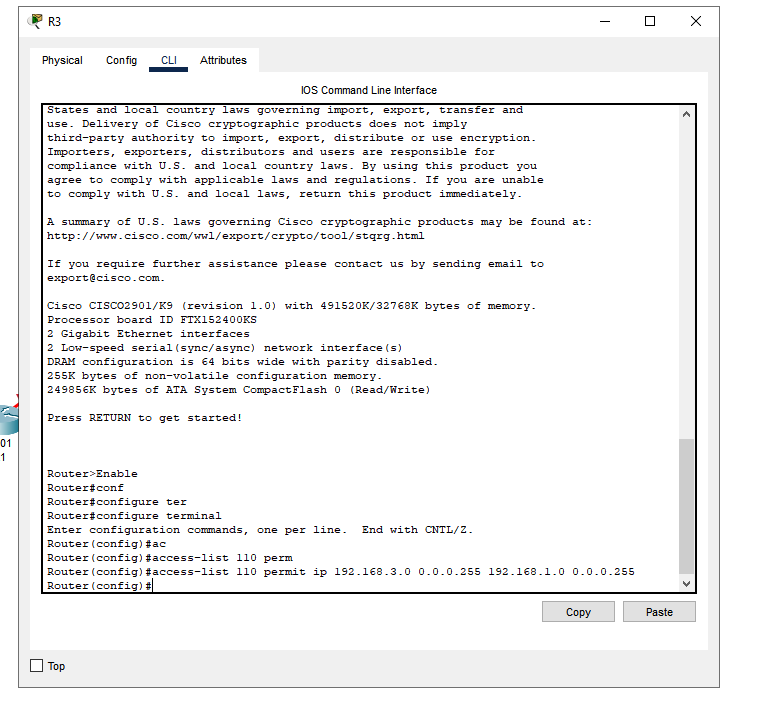 R3
Physical Config CLI Attributes
IOS Command Line Interface
States and local country laws governing import, export, transfer and
use. Delivery of Cisco cryptographic products does not imply
third-party authority to import, export, distribute or use encryption.
Importers, exporters, distributors and users are responsible for
compliance with U.S. and local country laws. By using this product you
agree to comply with applicable laws and regulations. If you are unable
to comply with U.S. and local laws, return this product immediately.
A summary of U.S. laws governing Cisco cryptographic products may be found at:
http://www.cisco.com/wwl/export/crypto/tool/stqrg.html
If you require further assistance please contact us by sending email to
export@cisco.com.
Cisco CISCO2901/K9 (revision 1.0) with 491520K/32768K bytes of memory.
Processor board ID FTX152400KS
2 Gigabit Ethernet interfaces
2 Low-speed serial(sync/async) network interface(s)
DRAM configuration is 64 bits wide with parity disabled.
255K bytes of non-volatile configuration memory.
249856K bytes of ATA System CompactFlash 0 (Read/Write)
Press RETURN to get started!
Router>Enable
Router#conf
Router#configure ter
Router#configure terminal
Enter configuration commands, one per line.  End with CNTL/Z.
Router(config)#ac
Router(config)#access-list 110 perm
Router(config)#access-list 110 permit ip 192.168.3.0 0.0.0.255 192.168.1.0 0.0.0.255
Router(config)#
01
1
Copy Paste
Top